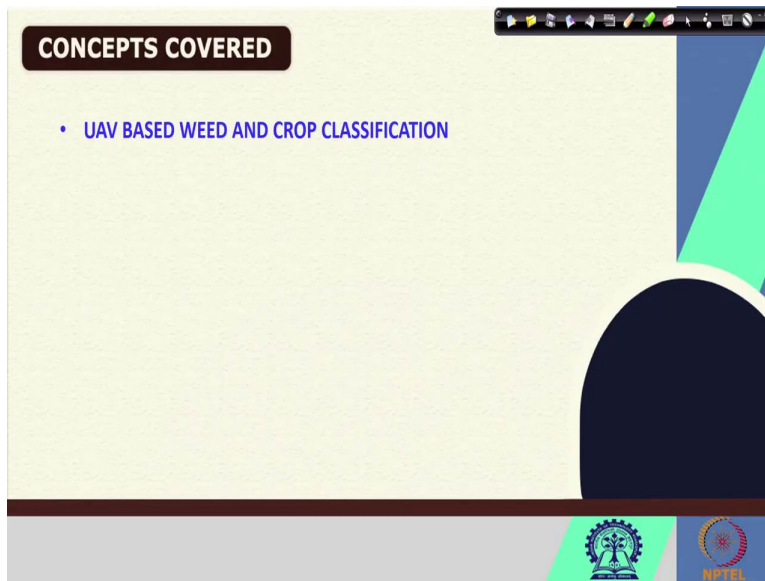 CONCEPTS COVERED
• UAV BASED WEED AND CROP CLASSIFICATION
NPTEL